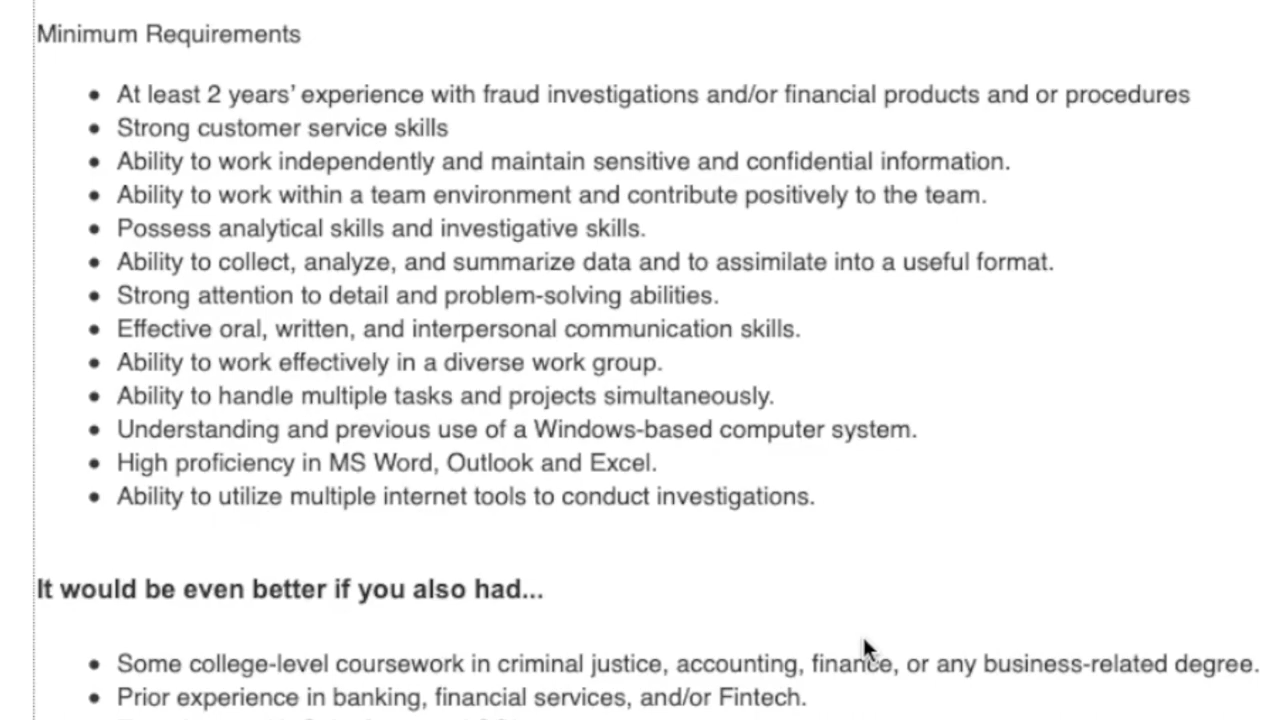 Minimum Requirements
At least 2 years’ experience with fraud investigations and/or financial products and or procedures
Strong customer service skills
Ability to work independently and maintain sensitive and confidential information.
Ability to work within a team environment and contribute positively to the team.
Possess analytical skills and investigative skills.
Ability to collect, analyze, and summarize data and to assimilate into a useful format.
Strong attention to detail and problem-solving abilities.
Effective oral, written, and interpersonal communication skills.
Ability to work effectively in a diverse work group.
Ability to handle multiple tasks and projects simultaneously.
Understanding and previous use of a Windows-based computer system.
High proficiency in MS Word, Outlook and Excel.
Ability to utilize multiple internet tools to conduct investigations.
It would be even better if you also had...
Some college-level coursework in criminal justice, accounting, finance, or any business-related degree.
Prior experience in banking, financial services, and/or Fintech.